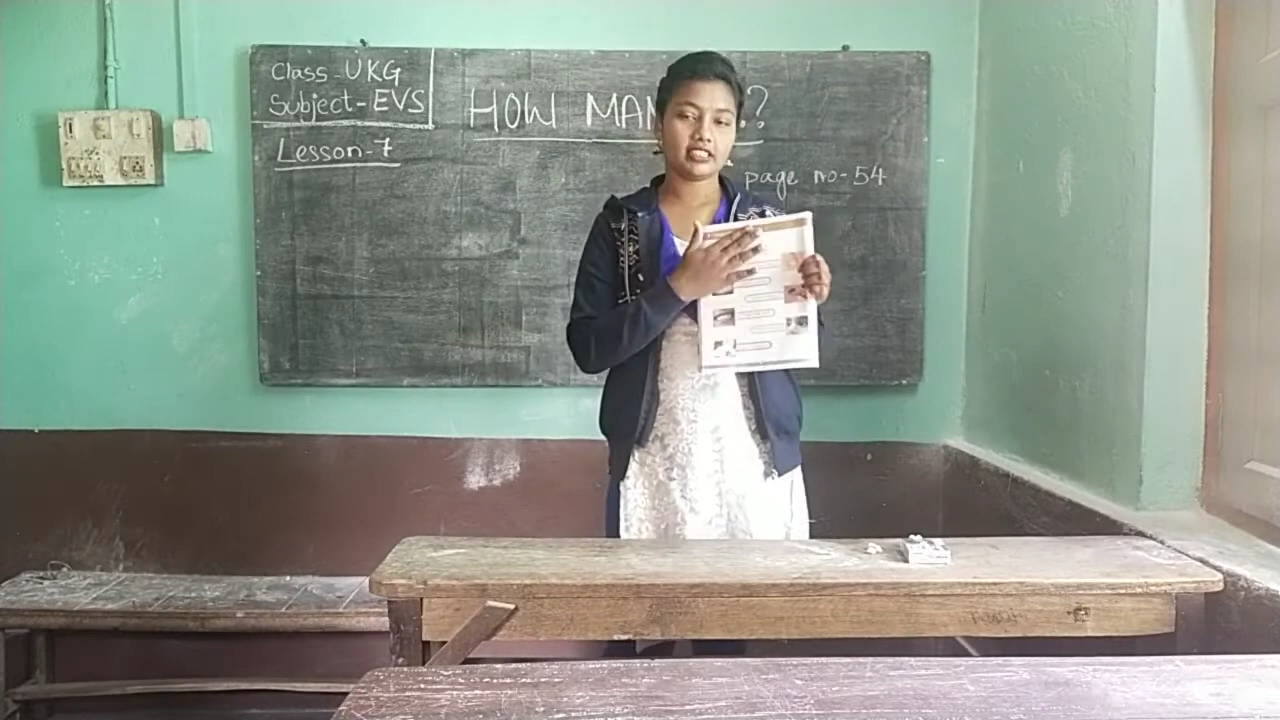 Class-UKG
Subject-EVS
Lesson-7
HOW MAN ..?
page no-54